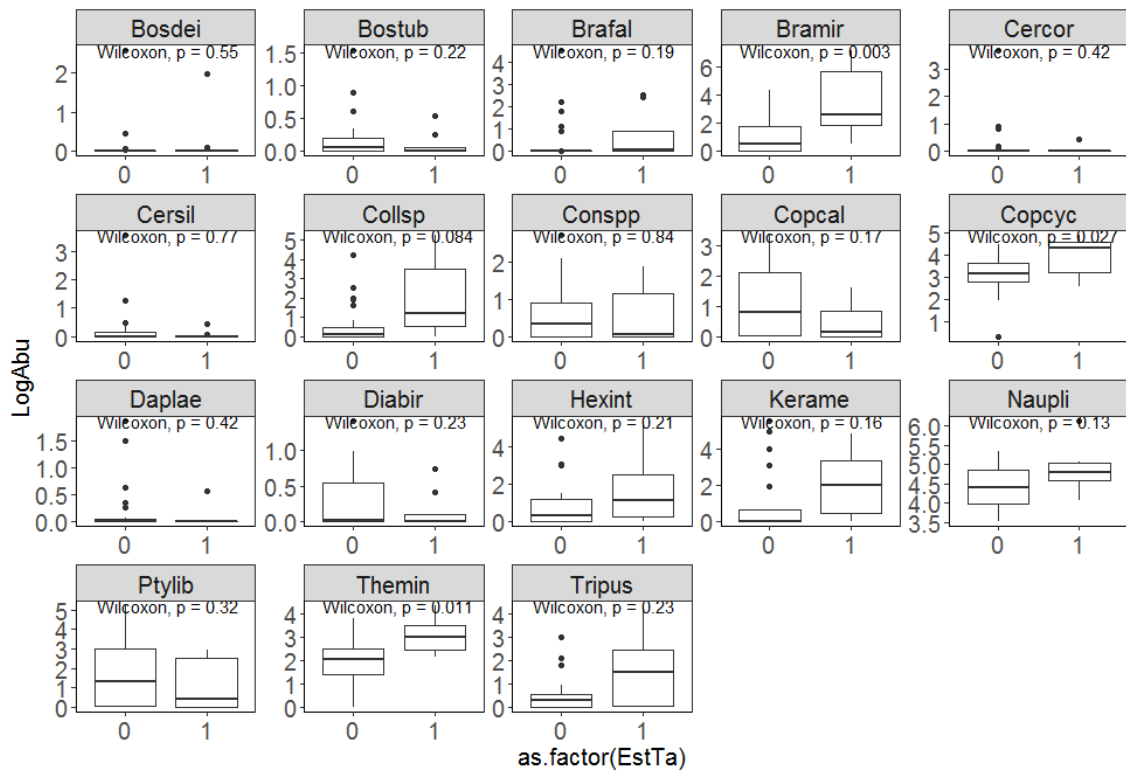 Bosdei Bostub Brafal Bramir Cercor
Wilcoxon, p = 0.55 Wilcoxon, p = 0.22 Wilcoxon, p = 0.19 Wilcoxon, p = 0.003 Wilcoxon, p = 0.42
2 1.5 4 6 3
1 1.0 3 4 2
0.5 2 2 1
0 0.0 1 0 0
0
0 1 0 1 0 1 0 1 0 1
Cersil Collsp Conspp Copcal Copcyc
Wilcoxon, p = 0.77 Wilcoxon, p = 0.084 Wilcoxon, p = 0.84 Wilcoxon, p = 0.17 Wilcoxon, p = 0.027
3 5 2 3 5
2 4 1 2 4
1 3 0 1 3
0 2 0 2
1 1
0
0 1 0 1 0 1 0 1 0 1
LogAbu
Daplae Diabir Hexint Kerame Naupli
Wilcoxon, p = 0.42 Wilcoxon, p = 0.23 Wilcoxon, p = 0.21 Wilcoxon, p = 0.16 Wilcoxon, p = 0.13
1.5 1.0 4 4 6.0
1.0 0.5 2 2 5.5
0.5 0.0 0 0 5.0
0.0 4.5
4.0
3.5
0 1 0 1 0 1 0 1 0 1
Ptylib Themin Tripus
Wilcoxon, p = 0.32 Wilcoxon, p = 0.011 Wilcoxon, p = 0.23
5 4 4
4 3 3
3 2 2
2 1 1
1 0 0
0
0 1 0 1 0 1
as.factor(EstTa)